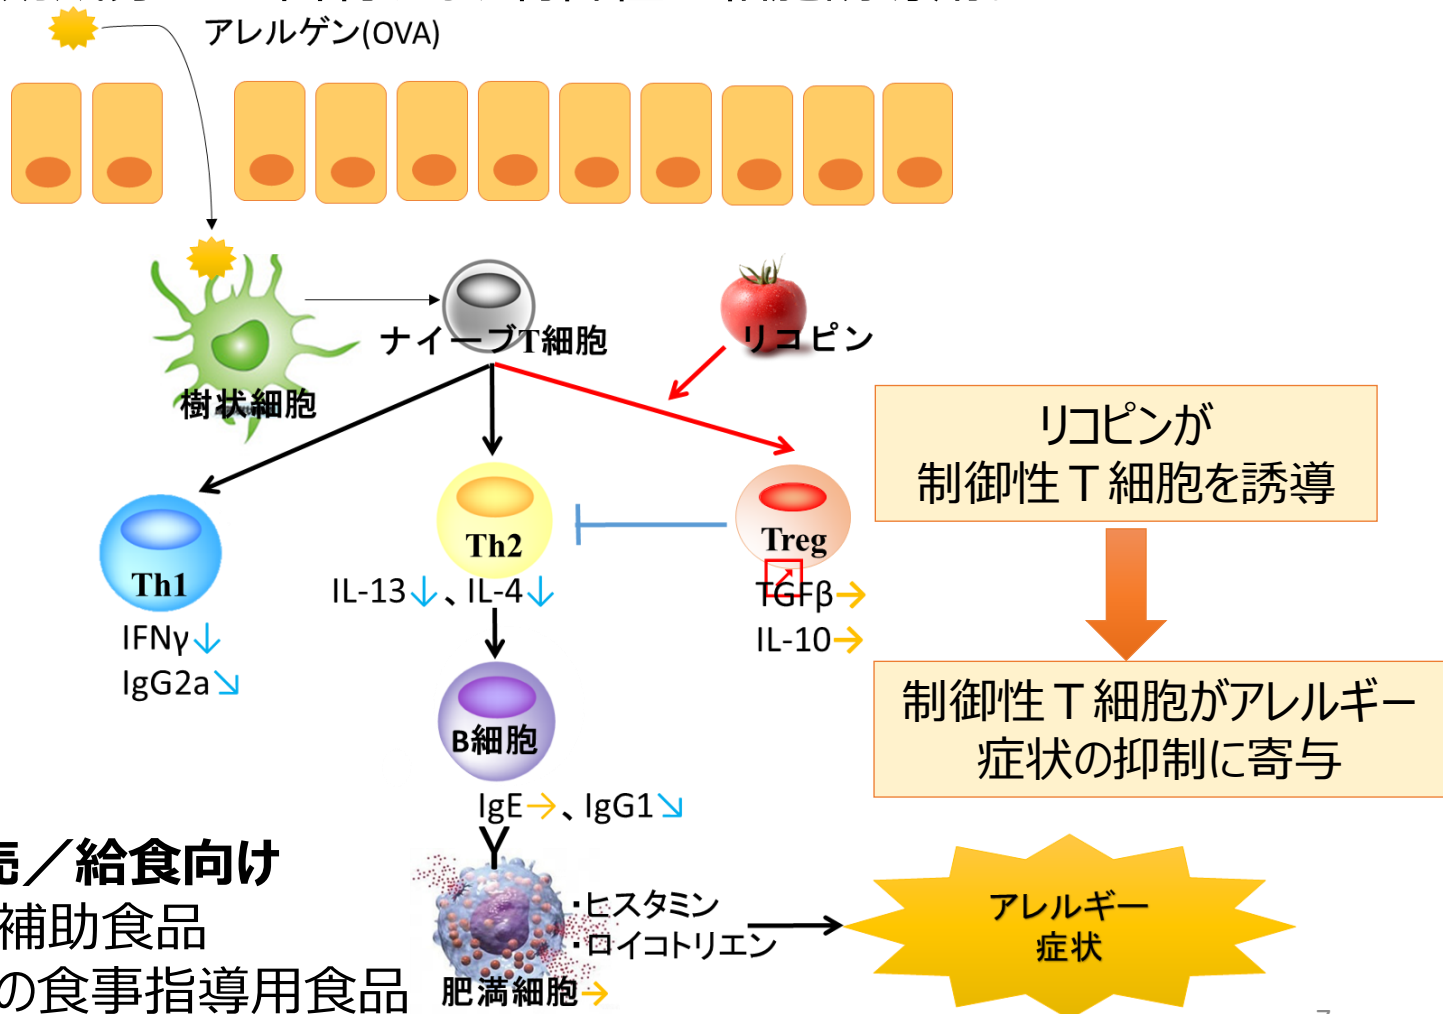 アレルゲン(OVA)
ナイーブT細胞
リコピン
樹状細胞
リコピンが
制御性T細胞を誘導
Th1
Th2
Treg
IL-13↓、IL-4↓
TGFβ→
IL-10→
IFNγ↓
IgG2a↘
制御性T細胞がアレルギー
症状の抑制に寄与
B細胞
IgE→、IgG1↘
売／給食向け
補助食品
の食事指導用食品
・ヒスタミン
・ロイコトリエン
肥満細胞→
アレルギー
症状